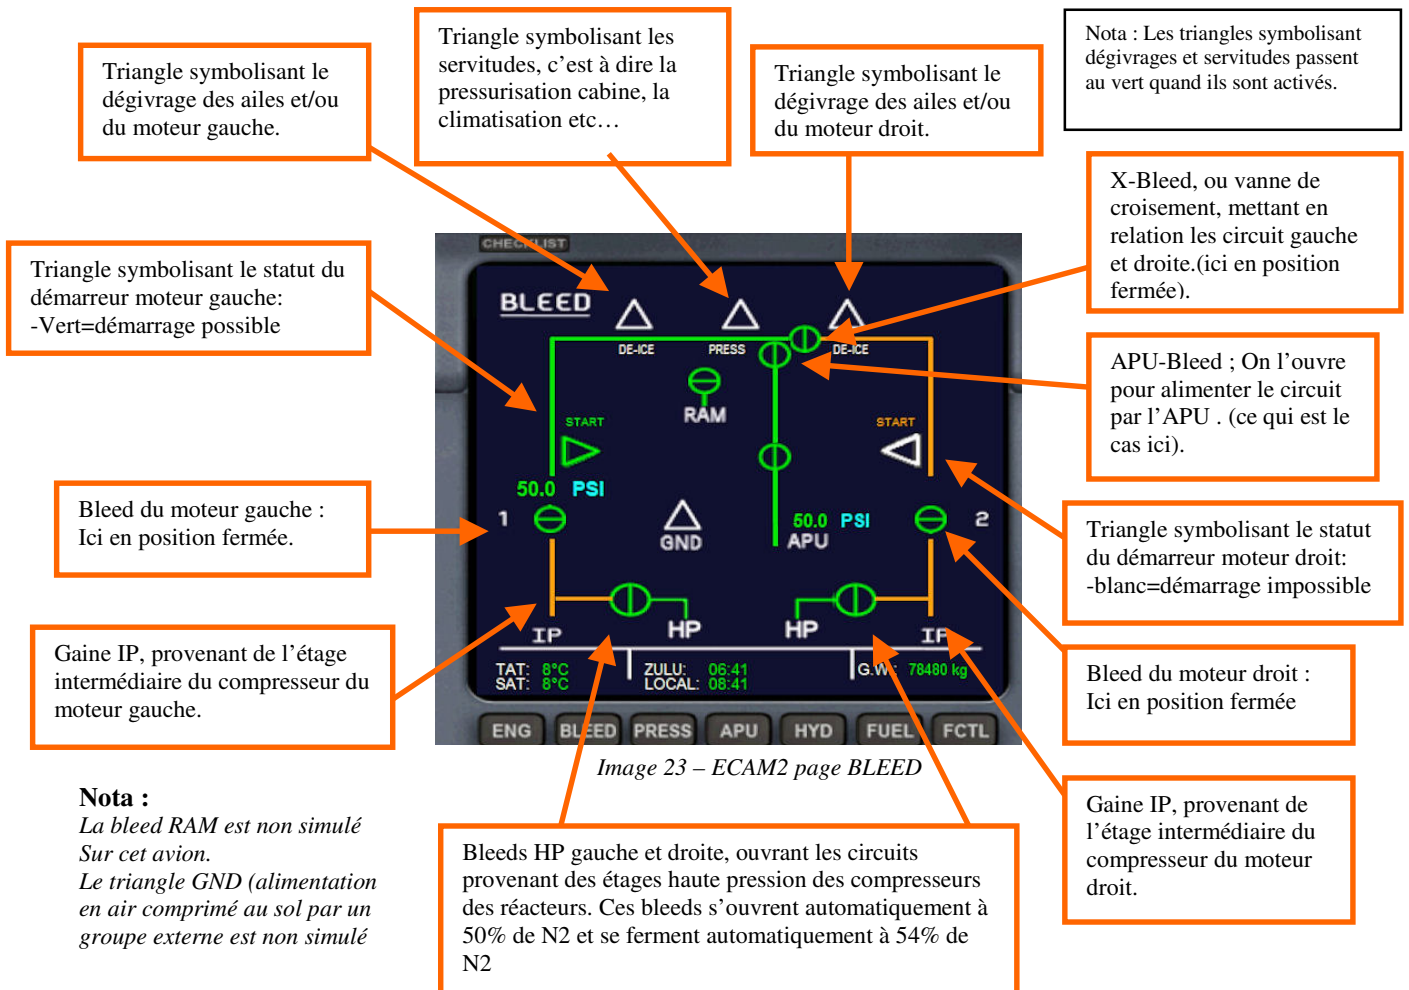 Triangle symbolisant le
dégivrage des ailes et/ou
du moteur gauche.
Triangle symbolisant les
servitudes, c'est à dire la
pressurisation cabine, la
climatisation etc…
Triangle symbolisant le
dégivrage des ailes et/ou
du moteur droit.
Nota : Les triangles symbolisant
dégivrages et servitudes passent
au vert quand ils sont activés.
X-Bleed, ou vanne de
croisement, mettant en
relation les circuit gauche
et droite.(ici en position
fermée).
Triangle symbolisant le statut du
démarreur moteur gauche:
-Vert=démarrage possible
APU-Bleed ; On l'ouvre
pour alimenter le circuit
par l'APU . (ce qui est le
cas ici).
Bleed du moteur gauche :
Ici en position fermée.
Triangle symbolisant le statut
du démarreur moteur droit:
-blanc=démarrage impossible
Gaine IP, provenant de l'étage
intermédiaire du compresseur du
moteur gauche.
Bleed du moteur droit :
Ici en position fermée
Gaine IP, provenant de
l'étage intermédiaire du
compresseur du moteur
droit.
CHECKLIST
BLEED
DE-ICE PRESS DE-ICE
RAM
START START
50.0 PSI
1 GND 50.0 PSI 2
APU
IP HP HP IP
TAT: 8°C ZULU: 06:41 G.W.: 78480 kg
SAT: 8°C LOCAL: 08:41
ENG BLEED PRESS APU HYD FUEL FCTL
Image 23 – ECAM2 page BLEED
Nota :
La bleed RAM est non simulé
Sur cet avion.
Le triangle GND (alimentation
en air comprimé au sol par un
groupe externe est non simulé
Bleeds HP gauche et droite, ouvrant les circuits
provenant des étages haute pression des compresseurs
des réacteurs. Ces bleeds s'ouvrent automatiquement à
50% de N2 et se ferment automatiquement à 54% de
N2